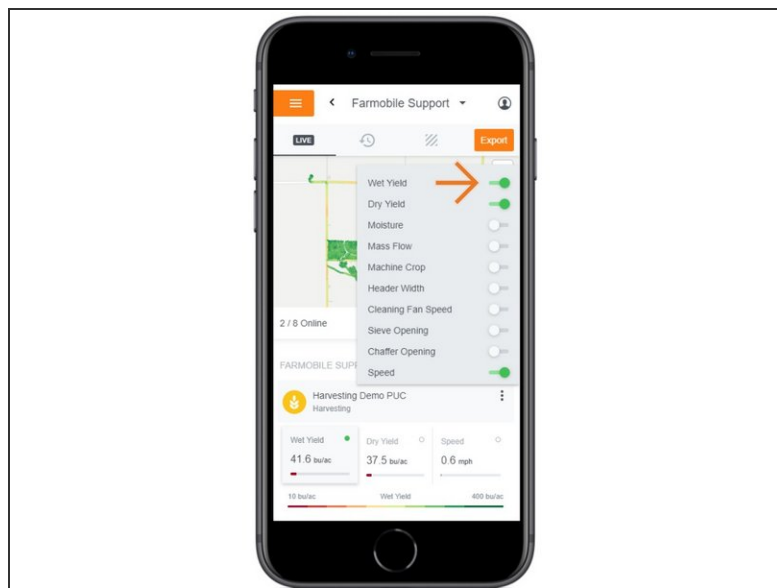 Farmobile Support
LIVE
Export
Wet Yield
Dry Yield
Moisture
Mass Flow
Machine Crop
Header Width
Cleaning Fan Speed
Sieve Opening
Chaffer Opening
Speed
2 / 8 Online
FARMOBILE SUP
Harvesting Demo PUC
Harvesting
Wet Yield Dry Yield Speed
41.6 bu/ac 37.5 bu/ac 0.6 mph
10 bu/ac Wet Yield 400 bu/ac